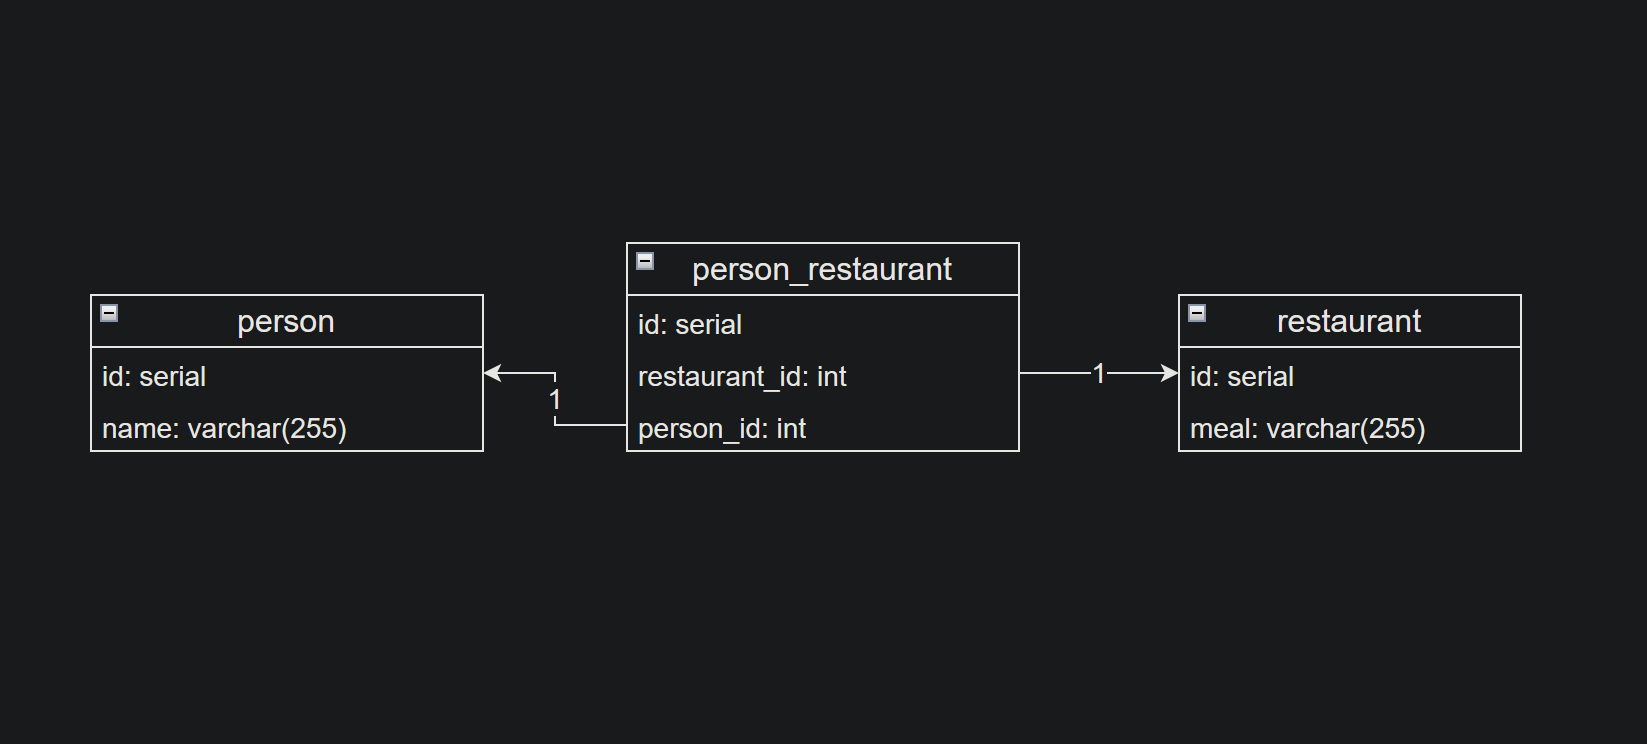 person
id: serial
name: varchar(255)
1
person_restaurant
id: serial
restaurant_id: int
person_id: int
1
restaurant
id: serial
meal: varchar(255)